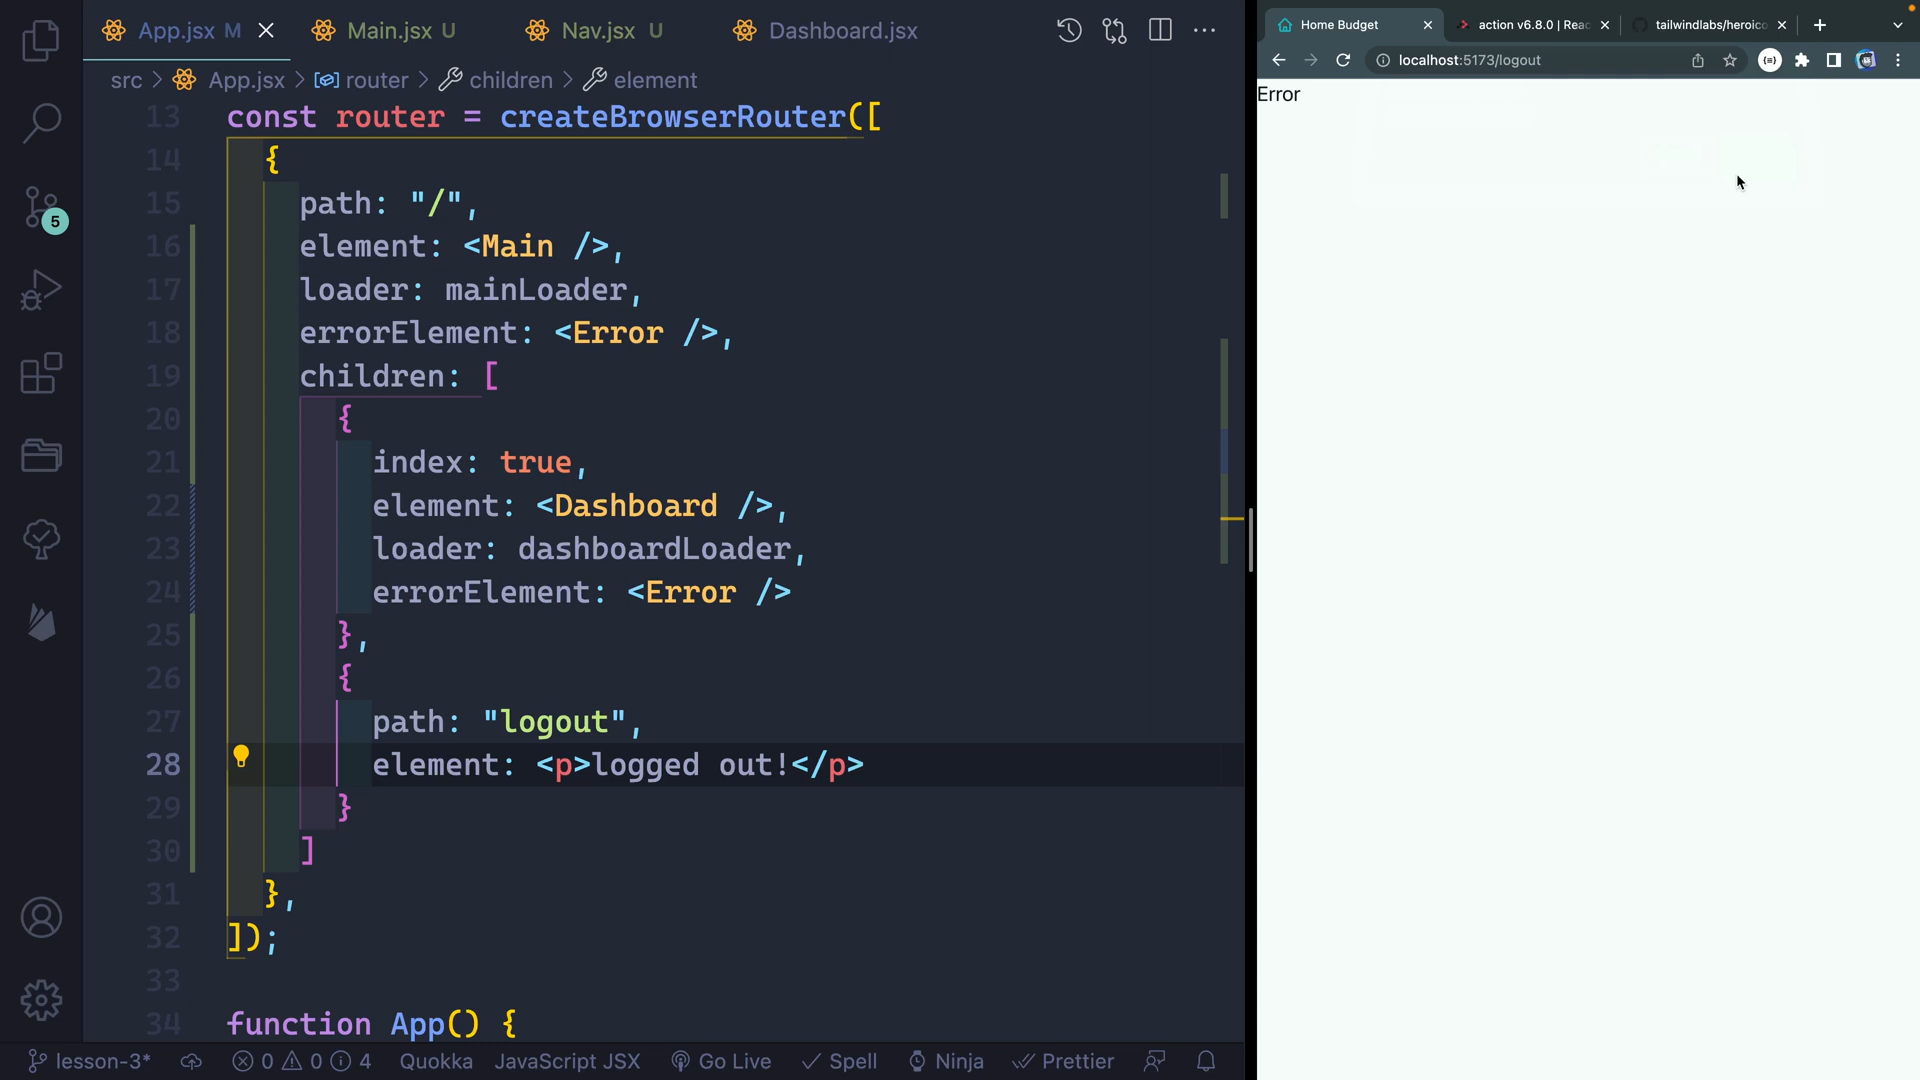 App.jsx M
Main.jsx U
Nav.jsx U
Dashboard.jsx
src > App.jsx > router > children > element
13 const router = createBrowserRouter([
14 {
15 path: "/",
16 element: <Main />,
17 loader: mainLoader,
18 errorElement: <Error />,
19 children: [
20 {
21 index: true,
22 element: <Dashboard />,
23 loader: dashboardLoader,
24 errorElement: <Error />
25 },
26 {
27 path: "logout",
28 element: <p>logged out!</p>
29 }
30 ]
31 },
32 ]);
33
34 function App() {
5
lesson-3* 0 0 4 Quokka JavaScript JSX Go Live Spell Ninja Prettier
Home Budget
action v6.8.0 | Reac
tailwindlabs/heroico
localhost:5173/logout
Error